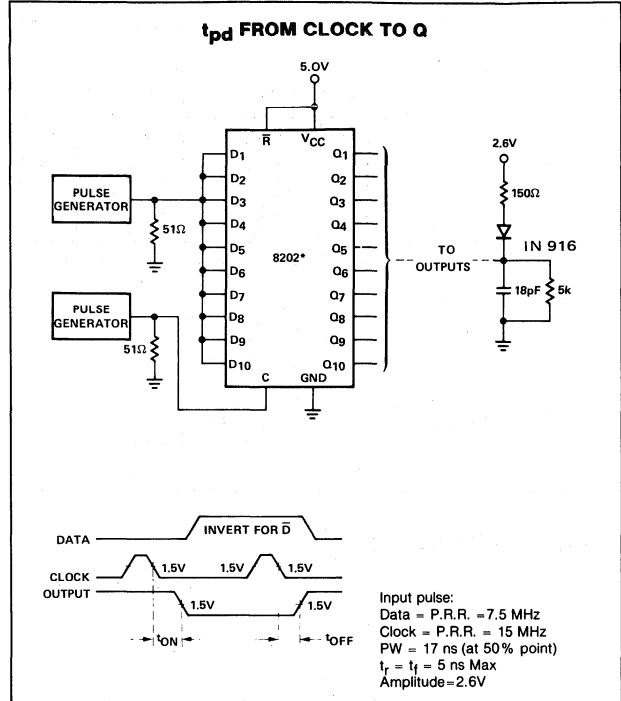 tpd FROM CLOCK TO Q
5.0V
R̅ VCC
D1 Q1
D2 Q2
D3 Q3
D4 Q4
D5 Q5
D6 Q6
D7 Q7
D8 Q8
D9 Q9
D10 Q10
8202*
C GND
PULSE
GENERATOR
51Ω
PULSE
GENERATOR
51Ω
TO
OUTPUTS
2.6V
150Ω
IN 916
18pF 5k
DATA INVERT FOR D̅
CLOCK 1.5V 1.5V 1.5V
OUTPUT 1.5V 1.5V
tON tOFF
Input pulse:
Data = P.R.R. =7.5 MHz
Clock = P.R.R. = 15 MHz
PW = 17 ns (at 50% point)
tr = tf = 5 ns Max
Amplitude=2.6V